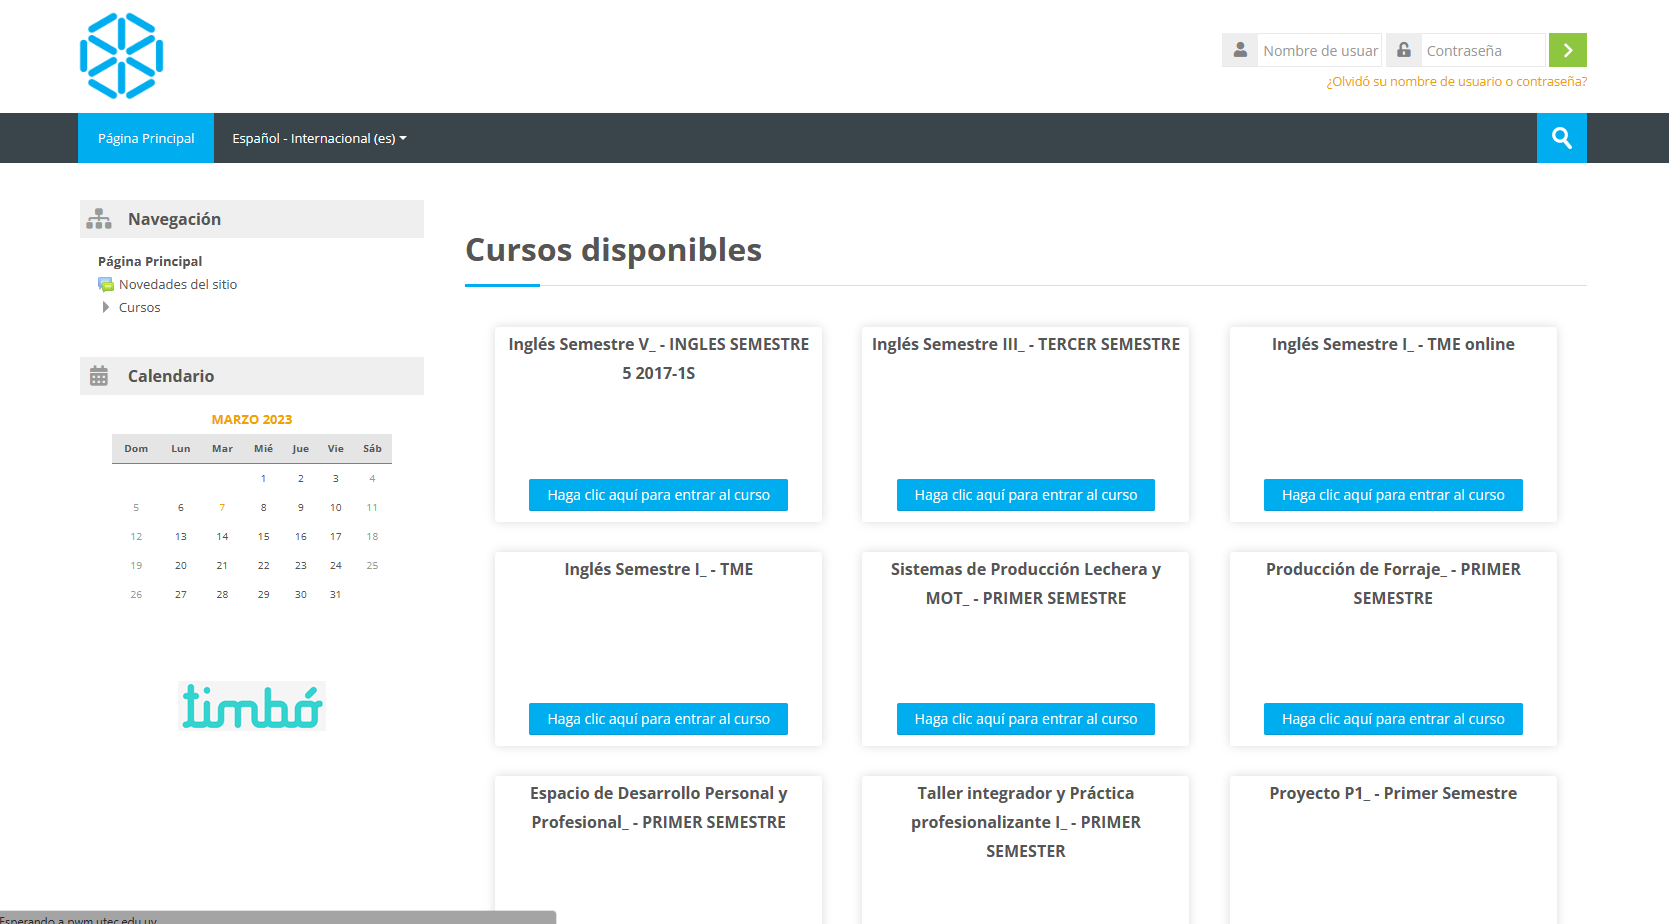 Nombre de usuar
Contraseña
¿Olvidó su nombre de usuario o contraseña?
Página Principal
Español - Internacional (es)
Navegación
Página Principal
Novedades del sitio
Cursos
Calendario
MARZO 2023
Dom Lun Mar Mié Jue Vie Sáb
1 2 3 4
5 6 7 8 9 10 11
12 13 14 15 16 17 18
19 20 21 22 23 24 25
26 27 28 29 30 31
timbó
Cursos disponibles
Inglés Semestre V_ - INGLES SEMESTRE
5 2017-1S
Haga clic aquí para entrar al curso
Inglés Semestre III_ - TERCER SEMESTRE
Haga clic aquí para entrar al curso
Inglés Semestre I_ - TME online
Haga clic aquí para entrar al curso
Inglés Semestre I_ - TME
Haga clic aquí para entrar al curso
Sistemas de Producción Lechera y
MOT_ - PRIMER SEMESTRE
Haga clic aquí para entrar al curso
Producción de Forraje_ - PRIMER
SEMESTRE
Haga clic aquí para entrar al curso
Espacio de Desarrollo Personal y
Profesional_ - PRIMER SEMESTRE
Taller integrador y Práctica
profesionalizante I_ - PRIMER
SEMESTER
Proyecto P1_ - Primer Semestre
Esperando a pwm.utec.edu.uy